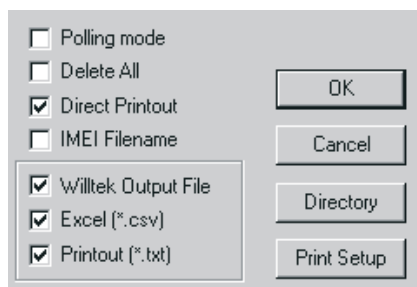 Polling mode
Delete All
Direct Printout
IMEI Filename
Willtek Output File
Excel (*.csv)
Printout (*.txt)
OK
Cancel
Directory
Print Setup